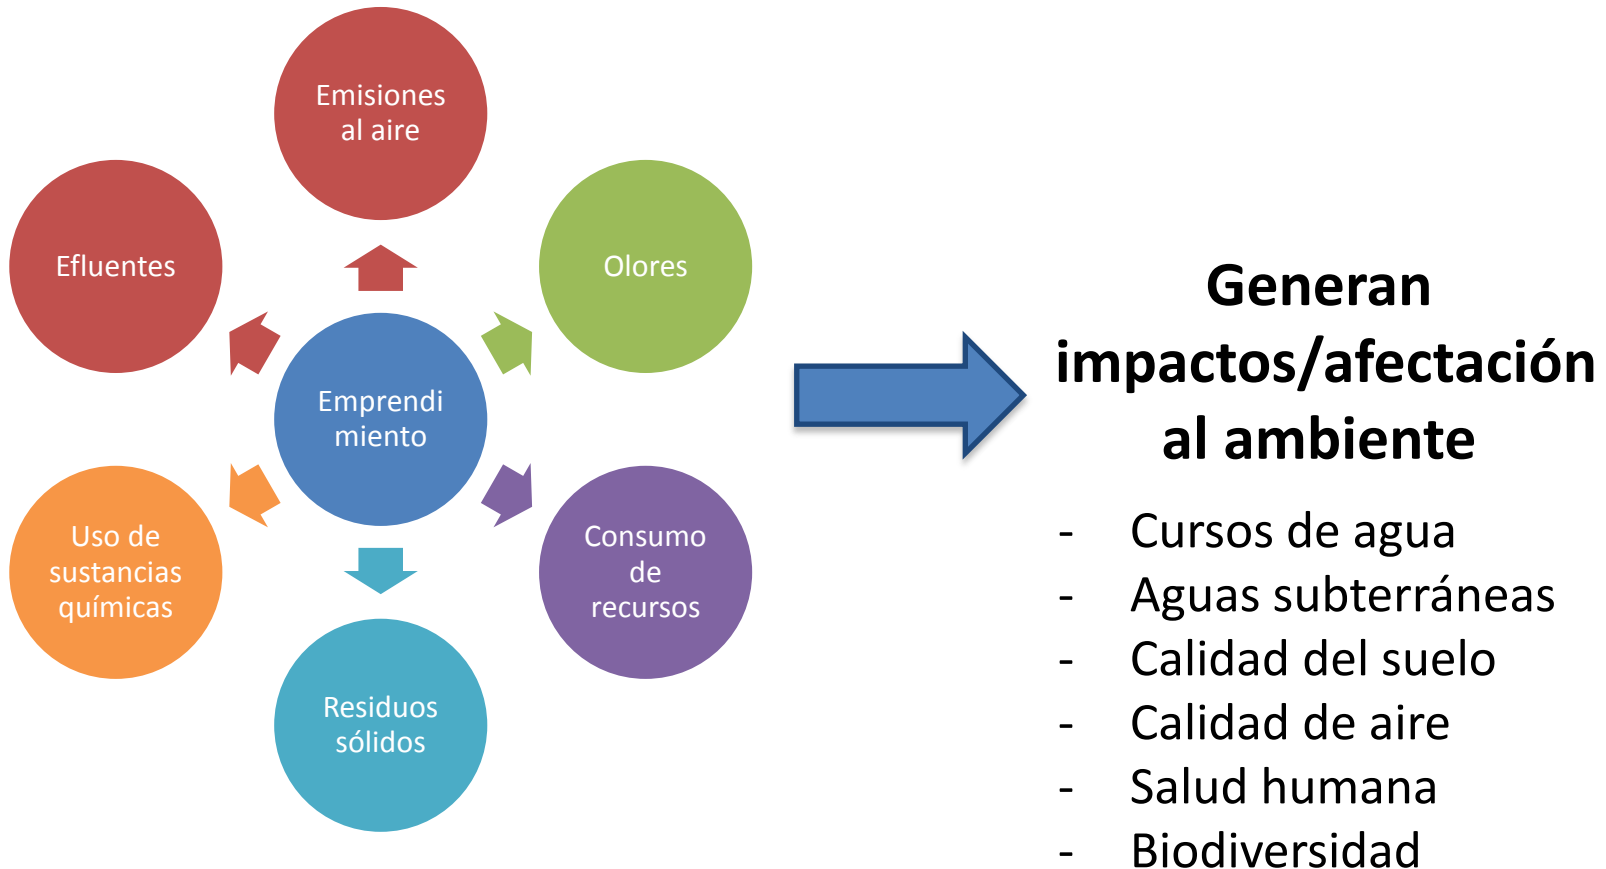 Emisiones
al aire
Efluentes
Olores
Emprendi
miento
Uso de
sustancias
químicas
Consumo
de
recursos
Residuos
sólidos
Generan
impactos/afectación
al ambiente
- Cursos de agua
- Aguas subterráneas
- Calidad del suelo
- Calidad de aire
- Salud humana
- Biodiversidad